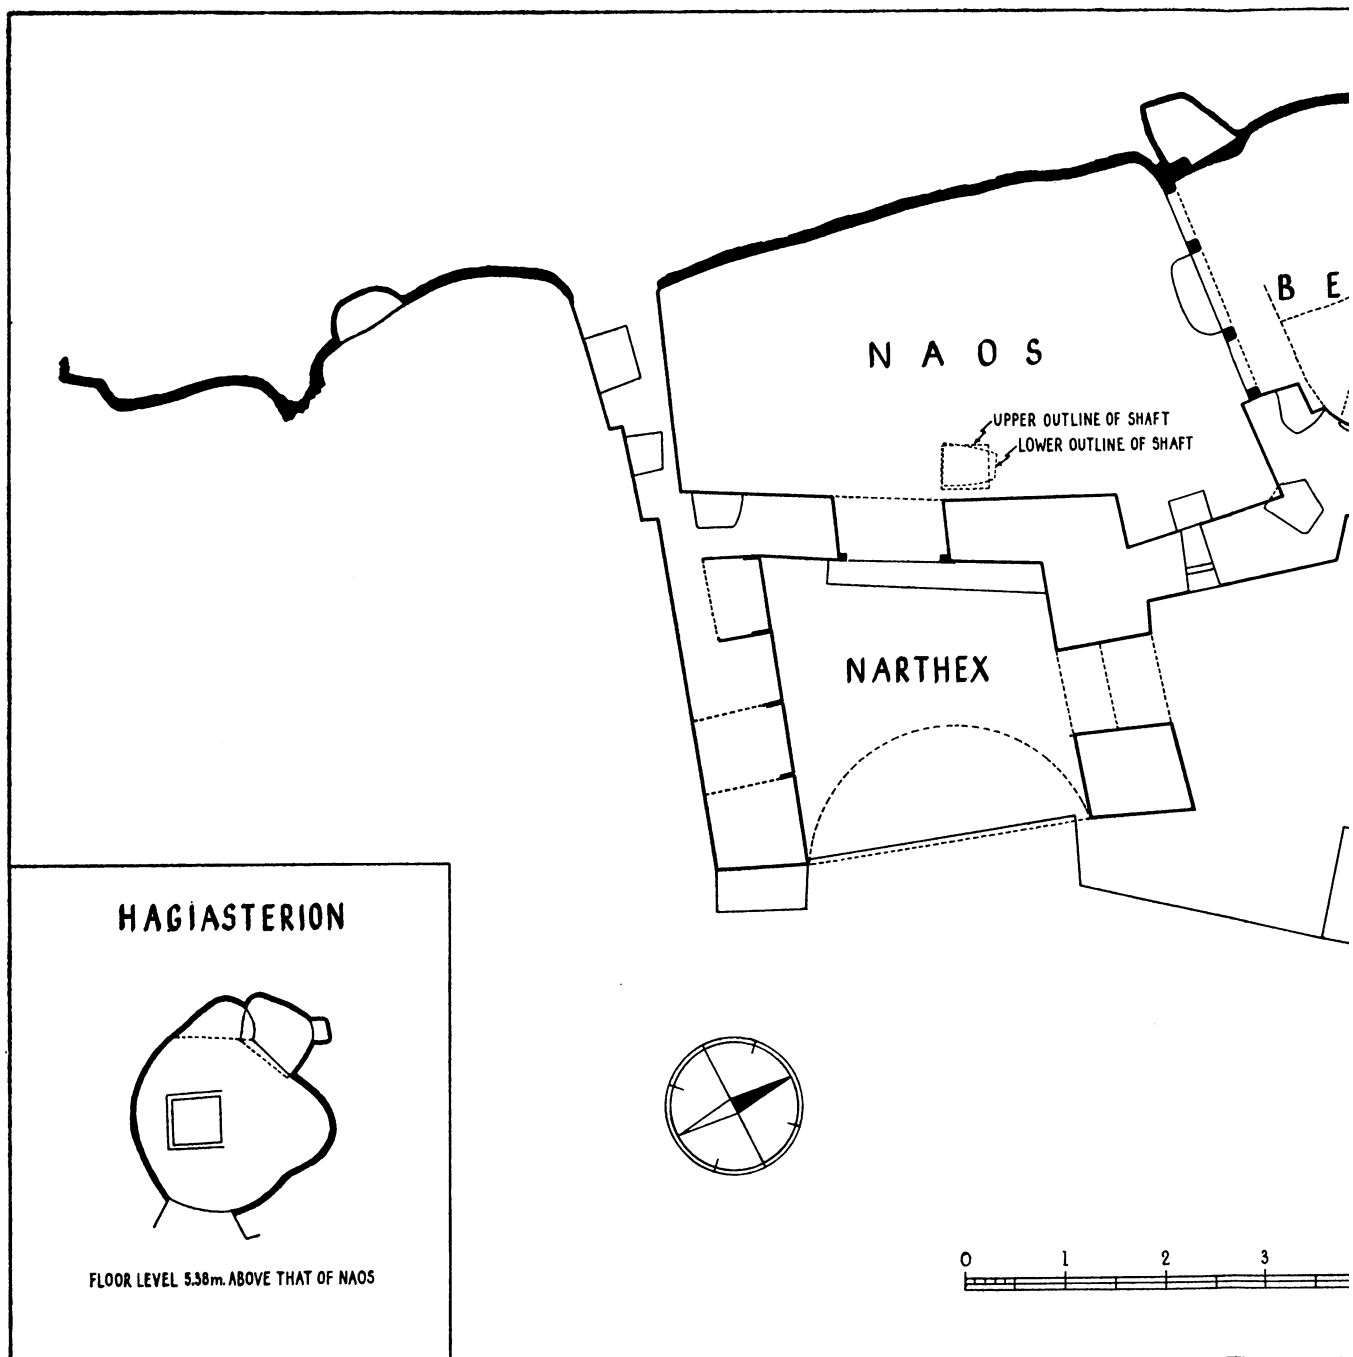 B E
N A O S
UPPER OUTLINE OF SHAFT
LOWER OUTLINE OF SHAFT
NARTHEX
HAGIASTERION
FLOOR LEVEL 5.38m. ABOVE THAT OF NAOS
0 1 2 3